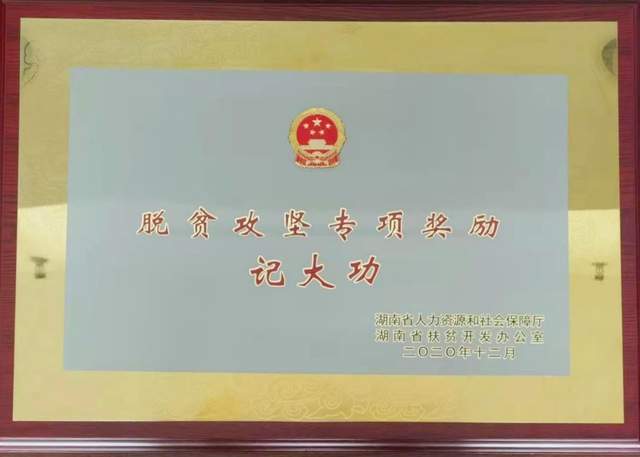 脱贫攻坚专项奖励
记大功
湖南省人力资源和社会保障厅
湖南省扶贫开发办公室
二〇二〇年十二月